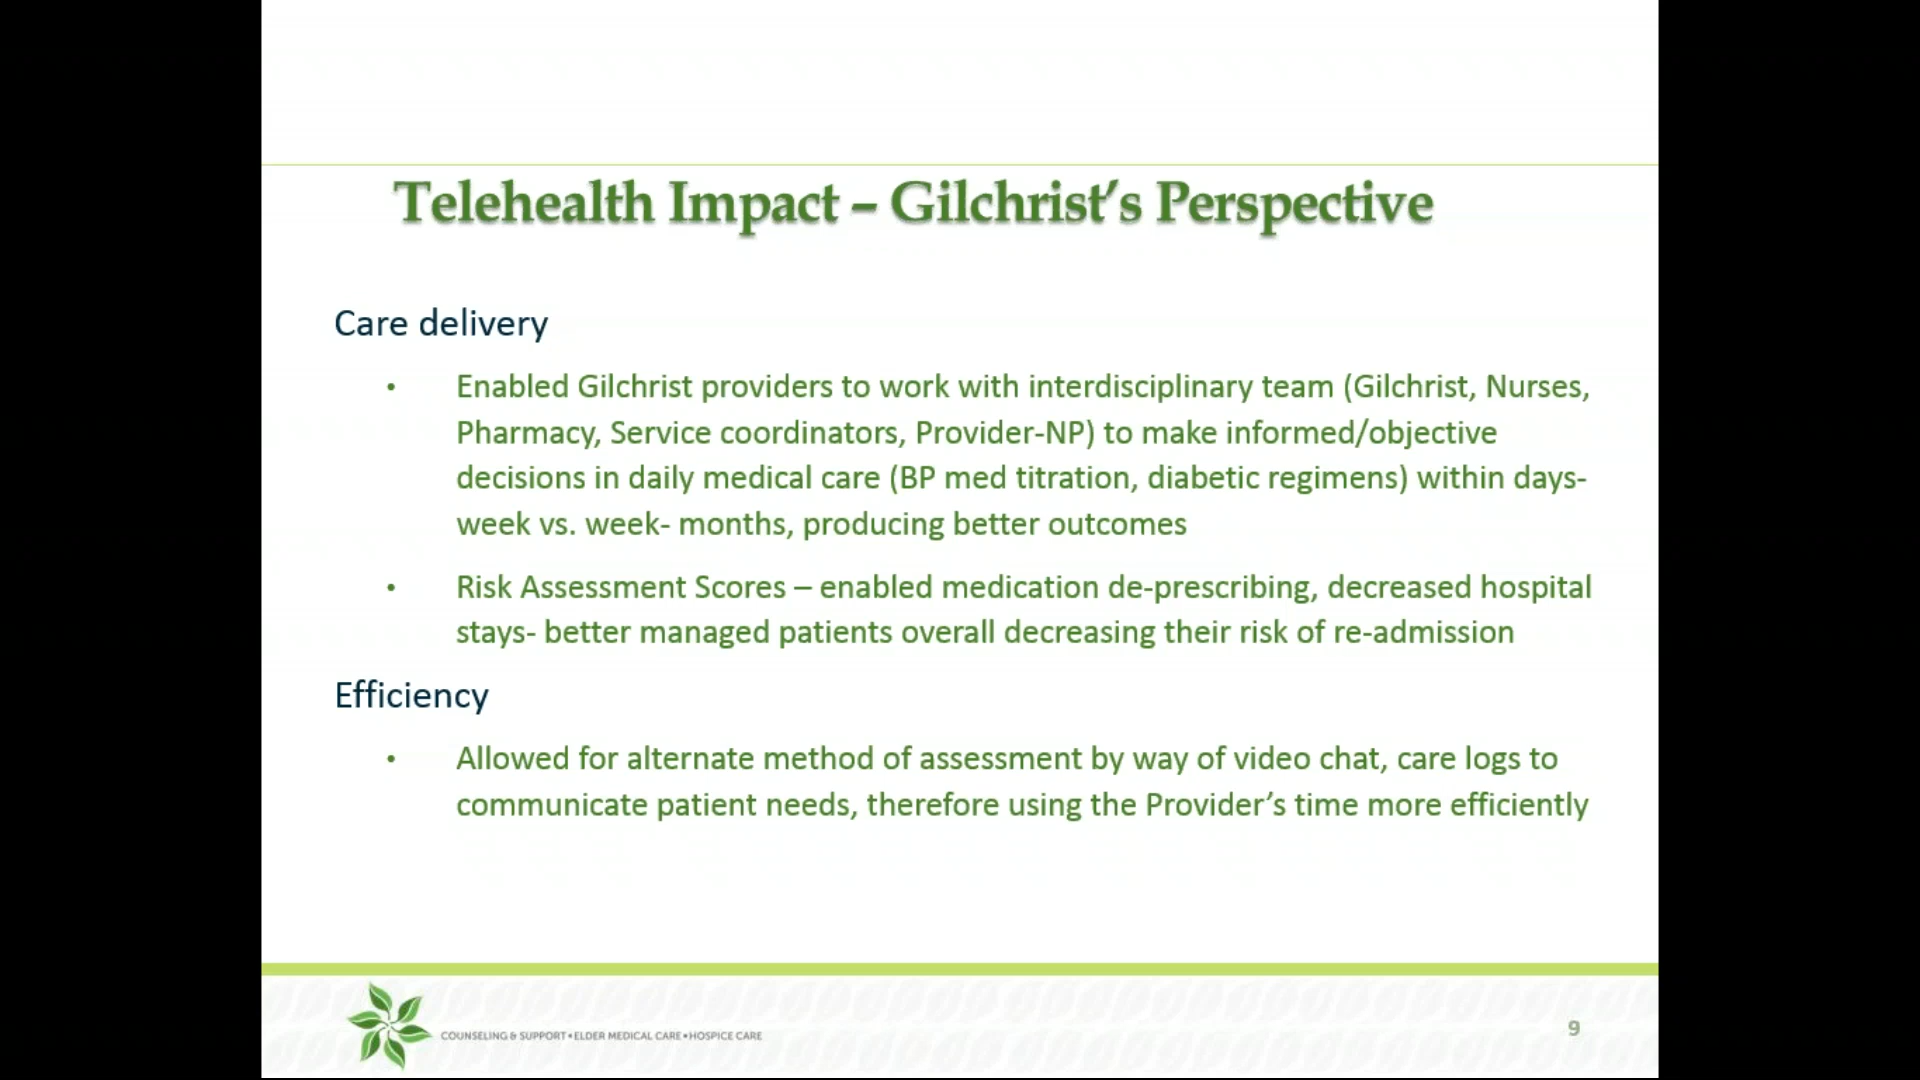 Telehealth Impact – Gilchrist’s Perspective
Care delivery
• Enabled Gilchrist providers to work with interdisciplinary team (Gilchrist, Nurses,
Pharmacy, Service coordinators, Provider-NP) to make informed/objective
decisions in daily medical care (BP med titration, diabetic regimens) within days-
week vs. week- months, producing better outcomes
• Risk Assessment Scores – enabled medication de-prescribing, decreased hospital
stays- better managed patients overall decreasing their risk of re-admission
Efficiency
• Allowed for alternate method of assessment by way of video chat, care logs to
communicate patient needs, therefore using the Provider’s time more efficiently
COUNSELING & SUPPORT • ELDER MEDICAL CARE • HOSPICE CARE
9